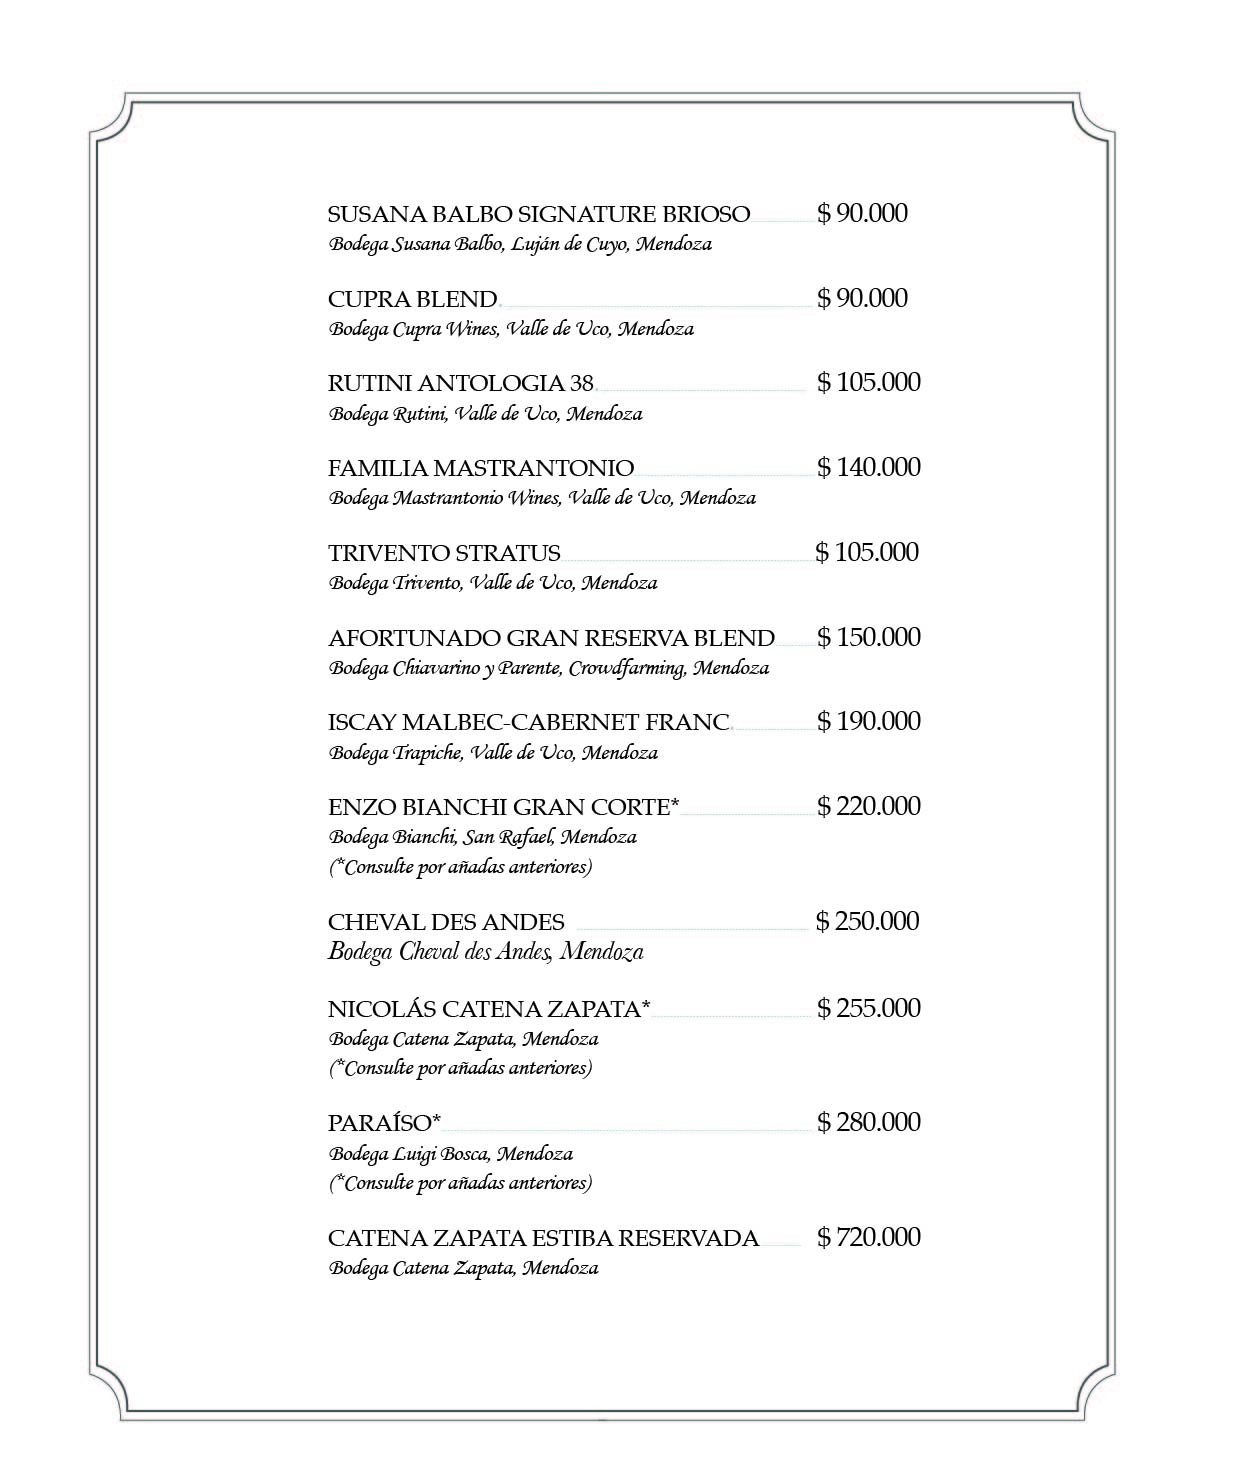 SUSANA BALBO SIGNATURE BRIOSO $ 90.000
Bodega Susana Balbo, Luján de Cuyo, Mendoza
CUPRA BLEND $ 90.000
Bodega Cupra Wines, Valle de Uco, Mendoza
RUTINI ANTOLOGIA 38 $ 105.000
Bodega Rutini, Valle de Uco, Mendoza
FAMILIA MASTRANTONIO $ 140.000
Bodega Mastrantonio Wines, Valle de Uco, Mendoza
TRIVENTO STRATUS $ 105.000
Bodega Trivento, Valle de Uco, Mendoza
AFORTUNADO GRAN RESERVA BLEND $ 150.000
Bodega Chiavarino y Parente, Crowdfarming, Mendoza
ISCAY MALBEC-CABERNET FRANC $ 190.000
Bodega Trapiche, Valle de Uco, Mendoza
ENZO BIANCHI GRAN CORTE* $ 220.000
Bodega Bianchi, San Rafael, Mendoza
(*Consulte por añadas anteriores)
CHEVAL DES ANDES $ 250.000
Bodega Cheval des Andes, Mendoza
NICOLÁS CATENA ZAPATA* $ 255.000
Bodega Catena Zapata, Mendoza
(*Consulte por añadas anteriores)
PARAÍSO* $ 280.000
Bodega Luigi Bosca, Mendoza
(*Consulte por añadas anteriores)
CATENA ZAPATA ESTIBA RESERVADA $ 720.000
Bodega Catena Zapata, Mendoza